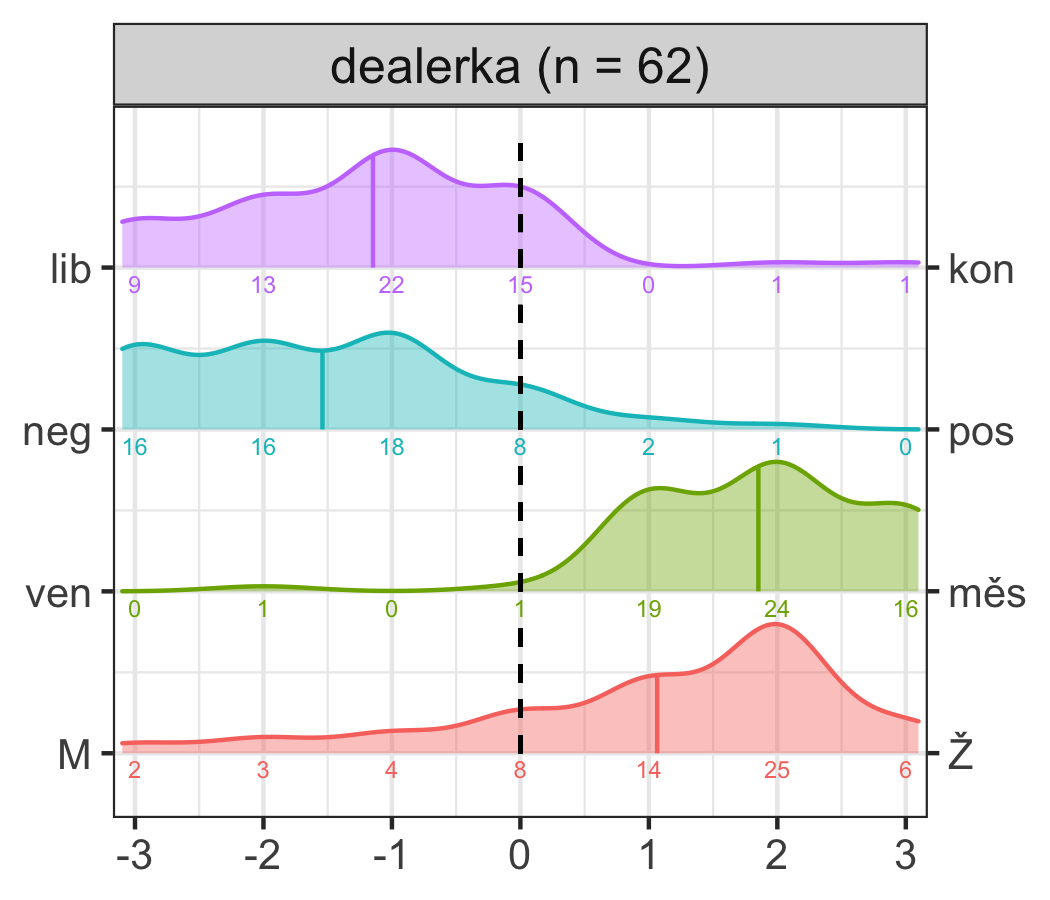 dealerka (n = 62)
lib kon
9 13 22 15 0 1 1
neg pos
16 16 18 8 2 1 0
ven měs
0 1 0 1 19 24 16
M Ž
2 3 4 8 14 25 6
-3 -2 -1 0 1 2 3